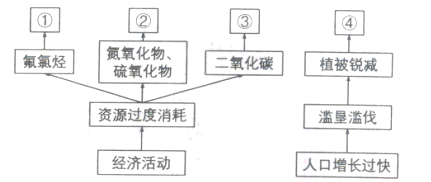 ① ② ③ ④
氟氯烃 氮氧化物、 二氧化碳 植被锐减
硫氧化物
资源过度消耗 滥垦滥伐
经济活动 人口增长过快